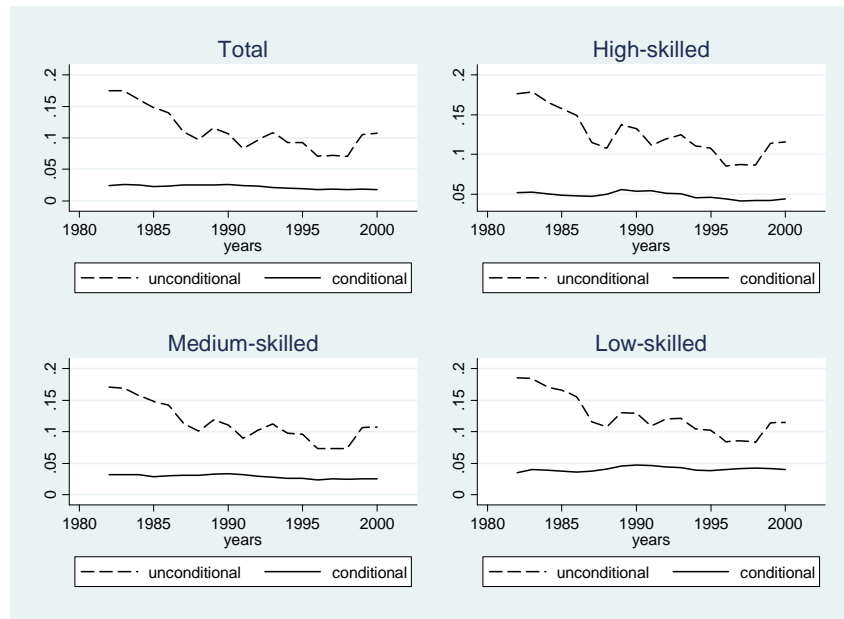 Total
.2
.15
.1
.05
0
1980 1985 1990 1995 2000
years
unconditional conditional
High-skilled
.2
.15
.1
.05
1980 1985 1990 1995 2000
years
unconditional conditional
Medium-skilled
.2
.15
.1
.05
0
1980 1985 1990 1995 2000
years
unconditional conditional
Low-skilled
.2
.15
.1
.05
0
1980 1985 1990 1995 2000
years
unconditional conditional